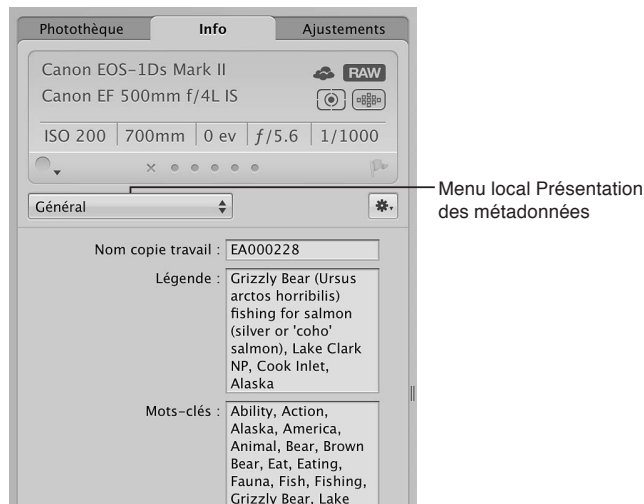 Photothèque Info Ajustements
Canon EOS-1Ds Mark II RAW
Canon EF 500mm f/4L IS
ISO 200 700mm 0 ev ƒ/5.6 1/1000
Général
Menu local Présentation
des métadonnées
Nom copie travail : EA000228
Légende : Grizzly Bear (Ursus
arctos horribilis)
fishing for salmon
(silver or 'coho'
salmon), Lake Clark
NP, Cook Inlet,
Alaska
Mots-clés : Ability, Action,
Alaska, America,
Animal, Bear, Brown
Bear, Eat, Eating,
Fauna, Fish, Fishing,
Grizzly Bear, Lake